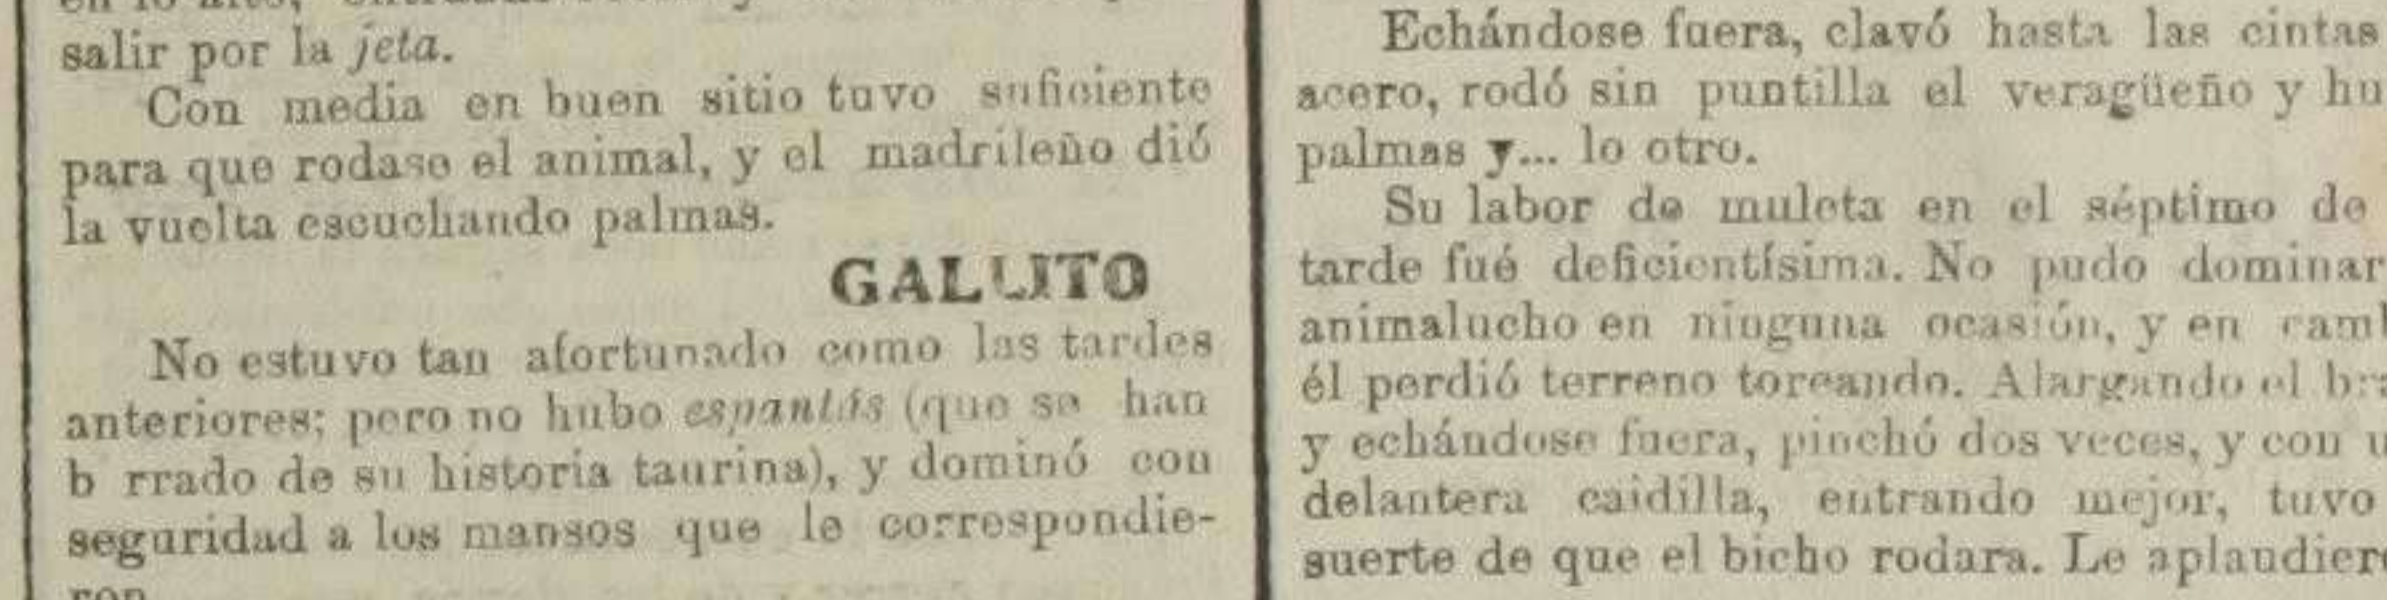 salir por la jeta.
Con media en buen sitio tuvo suficiente
para que rodase el animal, y el madrileño dió
la vuelta escuchando palmas.
GALLITO
No estuvo tan afortunado como las tardes
anteriores; pero no hubo espantás (que se han
b rrado de su historia taurina), y dominó con
seguridad a los mansos que le correspondie-
ron
Echándose fuera, clavó hasta las cintas
acero, rodó sin puntilla el veragüeño y hu
palmas y... lo otro.
Su labor de muleta en el séptimo de
tarde fué deficientísima. No pudo dominar
animalucho en ninguna ocasión, y en camb
él perdió terreno toreando. Alargando el bra
y echándose fuera, pinchó dos veces, y con u
delantera caidilla, entrando mejor, tuvo
suerte de que el bicho rodara. Le aplaudiero